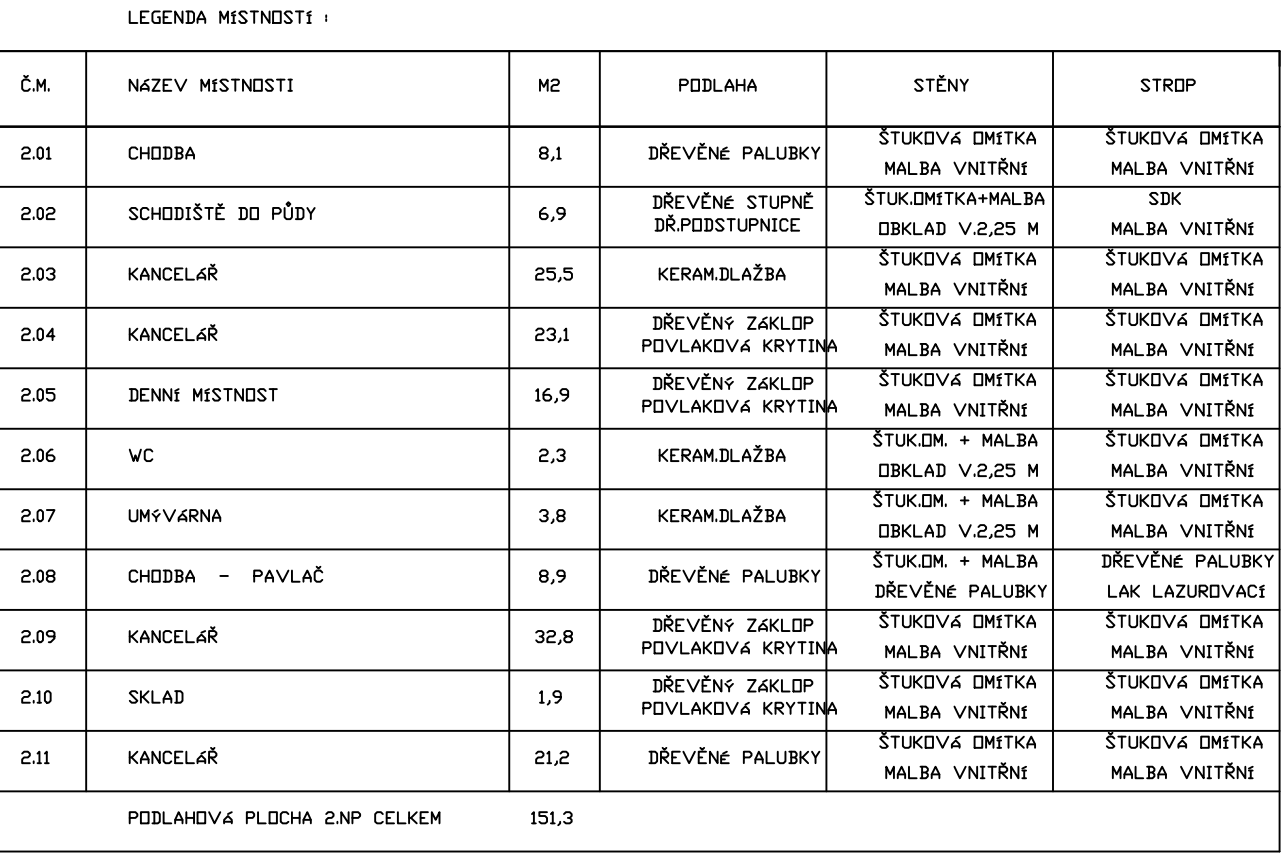 LEGENDA MÍSTNOSTÍ :
Č.M. NÁZEV MÍSTNOSTI M2 PODLAHA STĚNY STROP
2.01 CHODBA 8,1 DŘEVĚNÉ PALUBKY ŠTUKOVÁ OMÍTKA ŠTUKOVÁ OMÍTKA
MALBA VNITŘNÍ MALBA VNITŘNÍ
2.02 SCHODIŠTĚ DO PŮDY 6,9 DŘEVĚNÉ STUPNĚ ŠTUK.OMÍTKA+MALBA SDK
DŘ.PODSTUPNICE OBKLAD V.2,25 M MALBA VNITŘNÍ
2.03 KANCELÁŘ 25,5 KERAM.DLAŽBA ŠTUKOVÁ OMÍTKA ŠTUKOVÁ OMÍTKA
MALBA VNITŘNÍ MALBA VNITŘNÍ
2.04 KANCELÁŘ 23,1 DŘEVĚNÝ ZÁKLOP ŠTUKOVÁ OMÍTKA ŠTUKOVÁ OMÍTKA
POVLAKOVÁ KRYTINA MALBA VNITŘNÍ MALBA VNITŘNÍ
2.05 DENNÍ MÍSTNOST 16,9 DŘEVĚNÝ ZÁKLOP ŠTUKOVÁ OMÍTKA ŠTUKOVÁ OMÍTKA
POVLAKOVÁ KRYTINA MALBA VNITŘNÍ MALBA VNITŘNÍ
2.06 WC 2,3 KERAM.DLAŽBA ŠTUK.OM. + MALBA ŠTUKOVÁ OMÍTKA
OBKLAD V.2,25 M MALBA VNITŘNÍ
2.07 UMÝVÁRNA 3,8 KERAM.DLAŽBA ŠTUK.OM. + MALBA ŠTUKOVÁ OMÍTKA
OBKLAD V.2,25 M MALBA VNITŘNÍ
2.08 CHODBA - PAVLAČ 8,9 DŘEVĚNÉ PALUBKY ŠTUK.OM. + MALBA DŘEVĚNÉ PALUBKY
DŘEVĚNÉ PALUBKY LAK LAZUROVACÍ
2.09 KANCELÁŘ 32,8 DŘEVĚNÝ ZÁKLOP ŠTUKOVÁ OMÍTKA ŠTUKOVÁ OMÍTKA
POVLAKOVÁ KRYTINA MALBA VNITŘNÍ MALBA VNITŘNÍ
2.10 SKLAD 1,9 DŘEVĚNÝ ZÁKLOP ŠTUKOVÁ OMÍTKA ŠTUKOVÁ OMÍTKA
POVLAKOVÁ KRYTINA MALBA VNITŘNÍ MALBA VNITŘNÍ
2.11 KANCELÁŘ 21,2 DŘEVĚNÉ PALUBKY ŠTUKOVÁ OMÍTKA ŠTUKOVÁ OMÍTKA
MALBA VNITŘNÍ MALBA VNITŘNÍ
PODLAHOVÁ PLOCHA 2.NP CELKEM 151,3